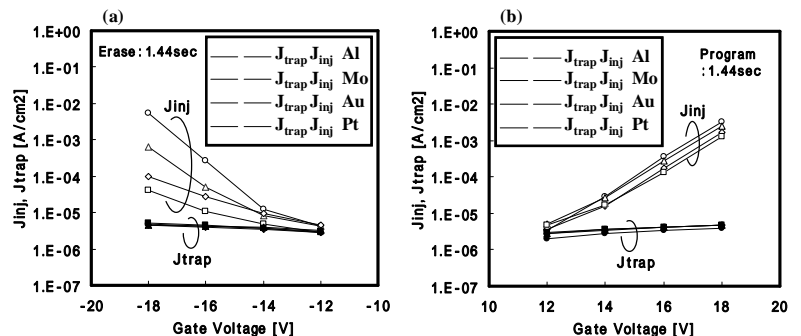 (a)
Jinj, Jtrap [A/cm2]
1.E+00
1.E-01
1.E-02
1.E-03
1.E-04
1.E-05
1.E-06
1.E-07
Erase:1.44sec
Jtrap Jinj Al
Jtrap Jinj Mo
Jtrap Jinj Au
Jtrap Jinj Pt
Jinj
Jtrap
-20 -18 -16 -14 -12 -10
Gate Voltage [V]
(b)
Jinj, Jtrap [A/cm2]
1.E+00
1.E-01
1.E-02
1.E-03
1.E-04
1.E-05
1.E-06
1.E-07
Jtrap Jinj Al
Jtrap Jinj Mo
Jtrap Jinj Au
Jtrap Jinj Pt
Program
:1.44sec
Jinj
Jtrap
10 12 14 16 18 20
Gate Voltage [V]